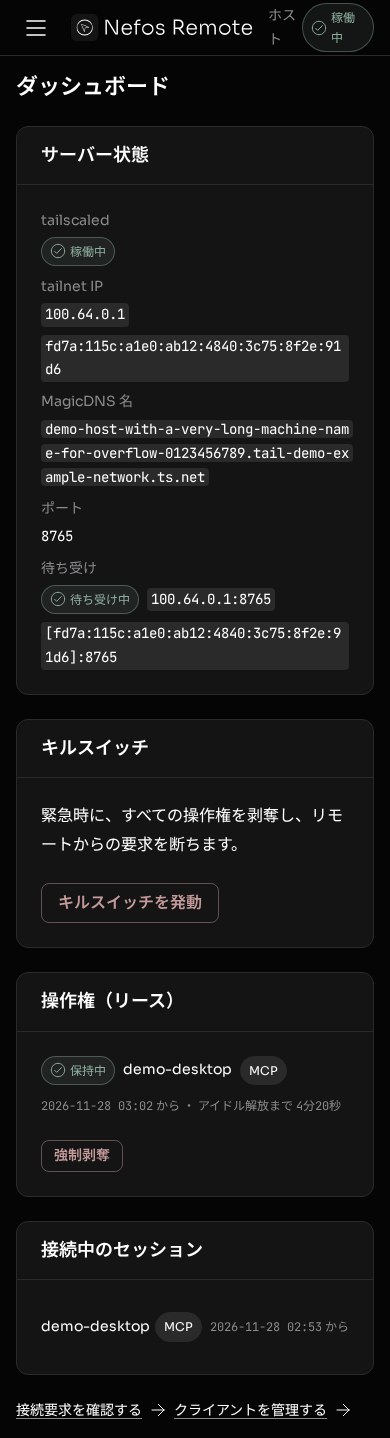 Nefos Remote
ホス
ト
稼働
中
ダッシュボード
サーバー状態
tailscaled
稼働中
tailnet IP
100.64.0.1
fd7a:115c:a1e0:ab12:4840:3c75:8f2e:91
d6
MagicDNS 名
demo-host-with-a-very-long-machine-nam
e-for-overflow-0123456789.tail-demo-ex
ample-network.ts.net
ポート
8765
待ち受け
待ち受け中 100.64.0.1:8765
[fd7a:115c:a1e0:ab12:4840:3c75:8f2e:9
1d6]:8765
キルスイッチ
緊急時に、すべての操作権を剥奪し、リモ
ートからの要求を断ちます。
キルスイッチを発動
操作権（リース）
保持中 demo-desktop MCP
2026-11-28 03:02 から ・ アイドル解放まで 4分20秒
強制剥奪
接続中のセッション
demo-desktop MCP 2026-11-28 02:53 から
接続要求を確認する → クライアントを管理する →